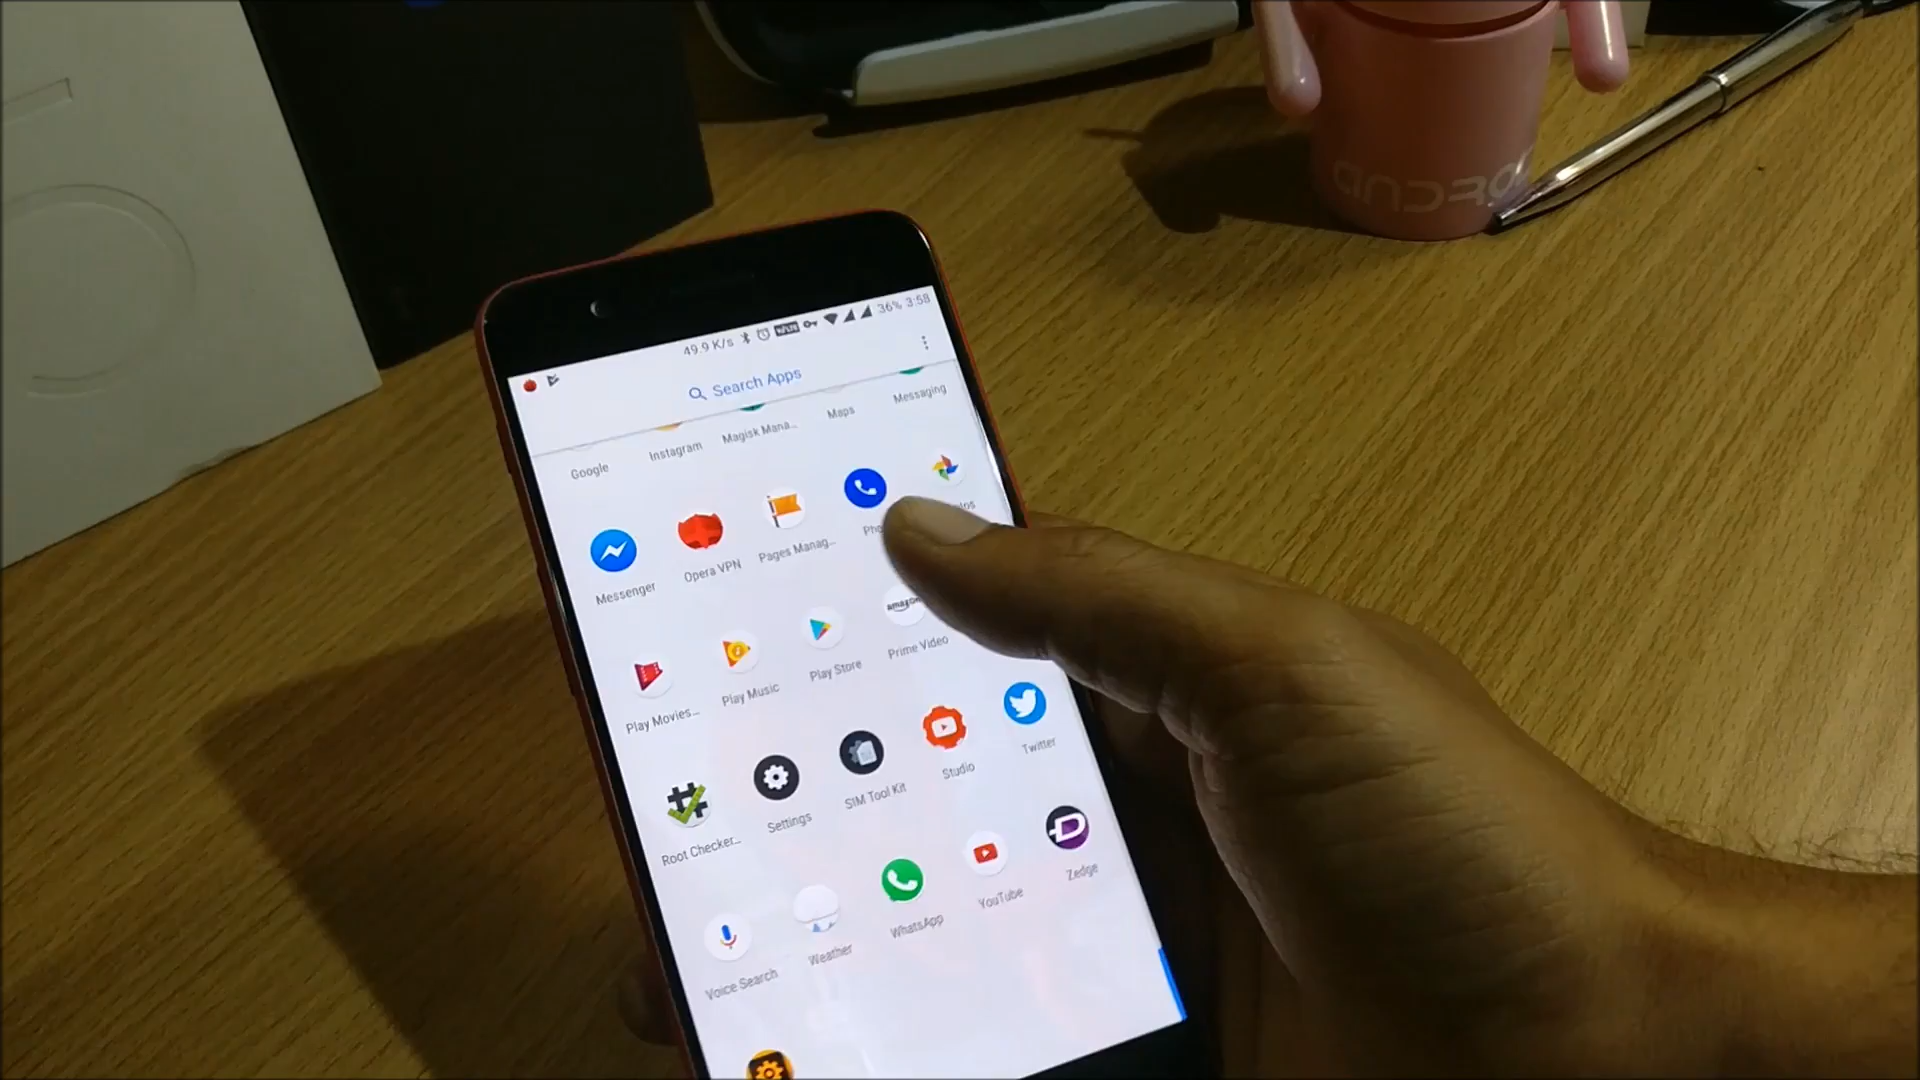 49.9 K/s VoLTE 36% 3:58
Search Apps
Google Instagram Magisk Mana... Maps Messaging
Messenger Opera VPN Pages Manag...
Play Movies... Play Music Play Store amazon Prime Video
Root Checker... Settings SIM Tool Kit Studio Twitter
Voice Search Weather WhatsApp YouTube Zedge
ANDRO